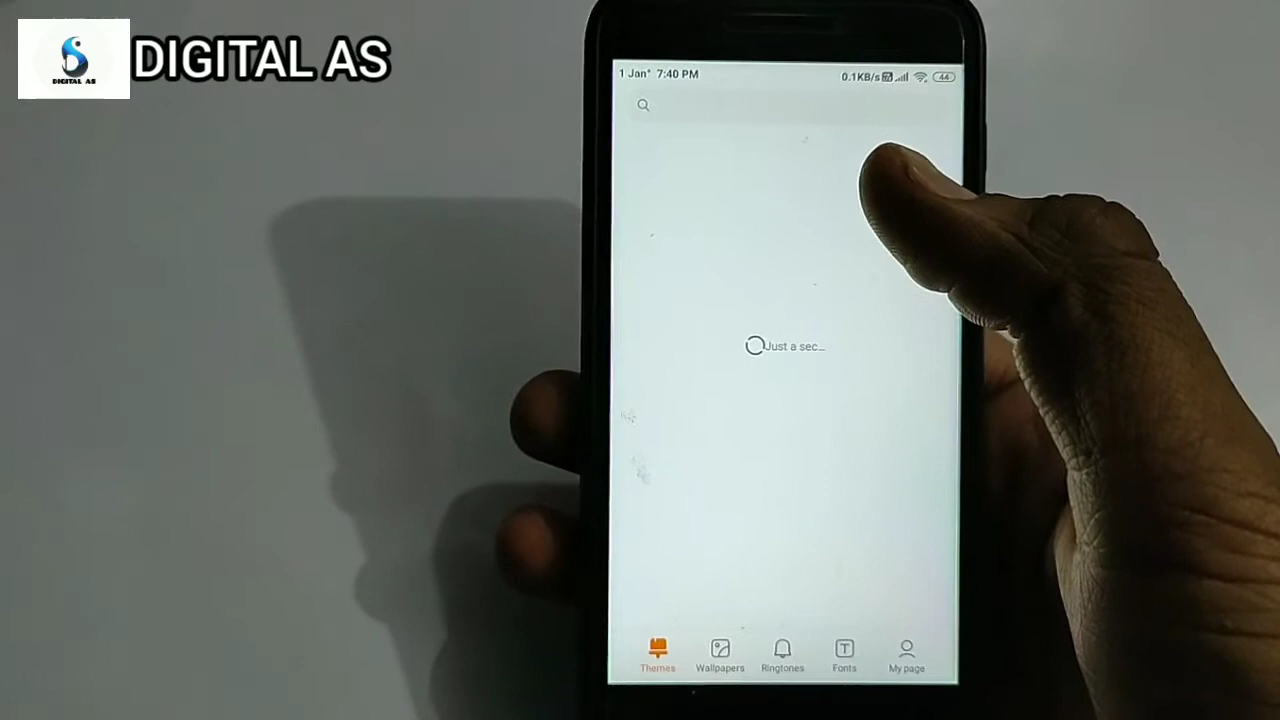 DIGITAL AS
DIGITAL AS
1 Jan* 7:40 PM
0.1KB/s
44
Just a sec...
Themes
Wallpapers
Ringtones
T
Fonts
My page